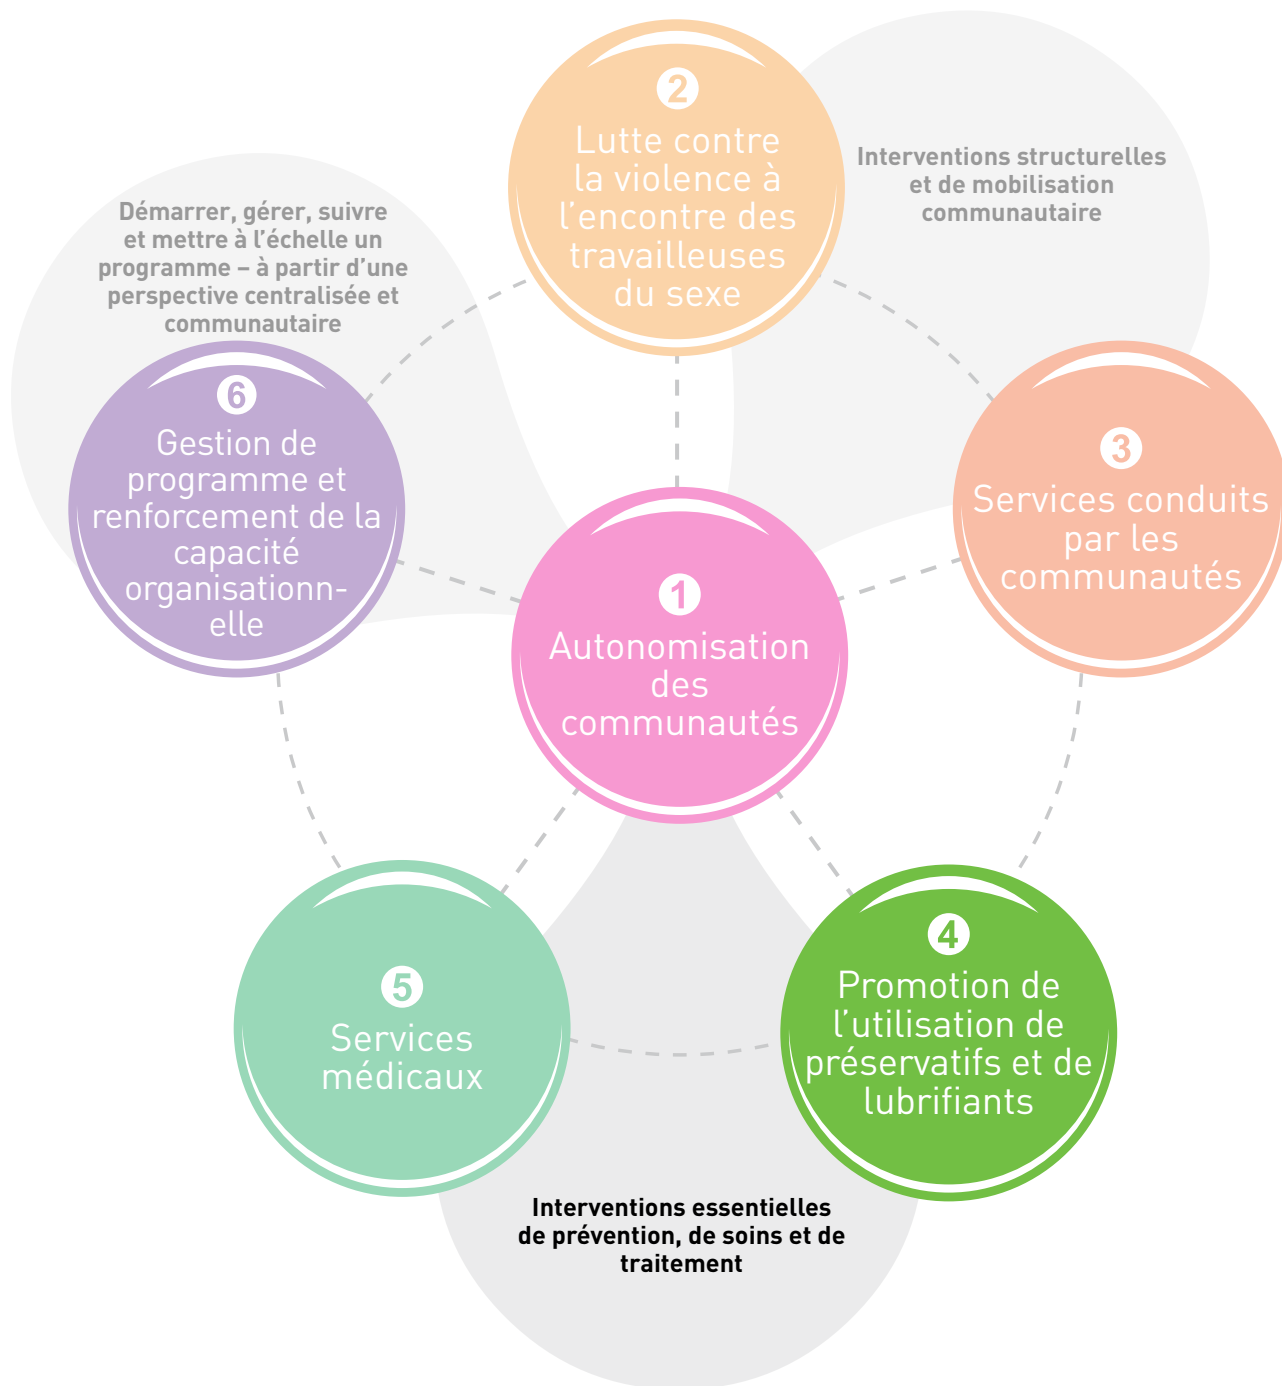 2
Lutte contre
la violence à
l’encontre des
travailleuses
du sexe
Interventions structurelles
et de mobilisation
communautaire
Démarrer, gérer, suivre
et mettre à l’échelle un
programme – à partir d’une
perspective centralisée et
communautaire
6
Gestion de
programme et
renforcement de la
capacité
organisationn-
elle
3
Services conduits
par les
communautés
1
Autonomisation
des
communautés
5
Services
médicaux
4
Promotion de
l’utilisation de
préservatifs et de
lubrifiants
Interventions essentielles
de prévention, de soins et de
traitement